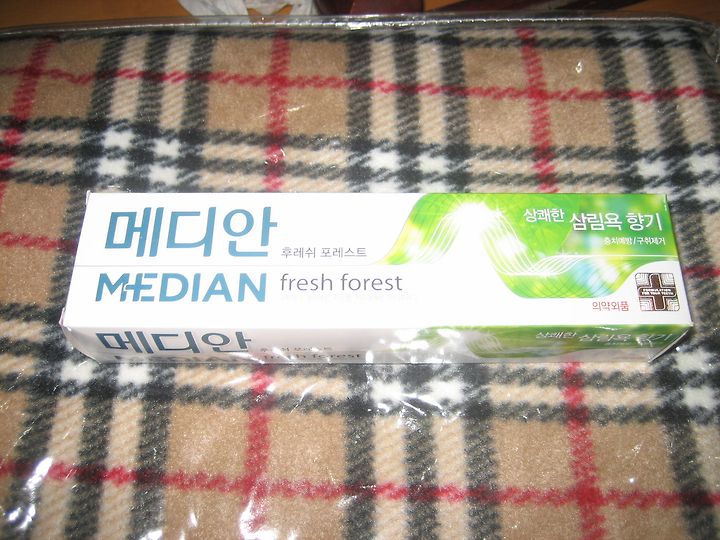 메디안
후레쉬 포레스트
MEDIAN
fresh forest
상쾌한 삼림욕 향기
충치예방/구취제거
의약외품
메디안
fresh forest
상쾌한 삼림욕